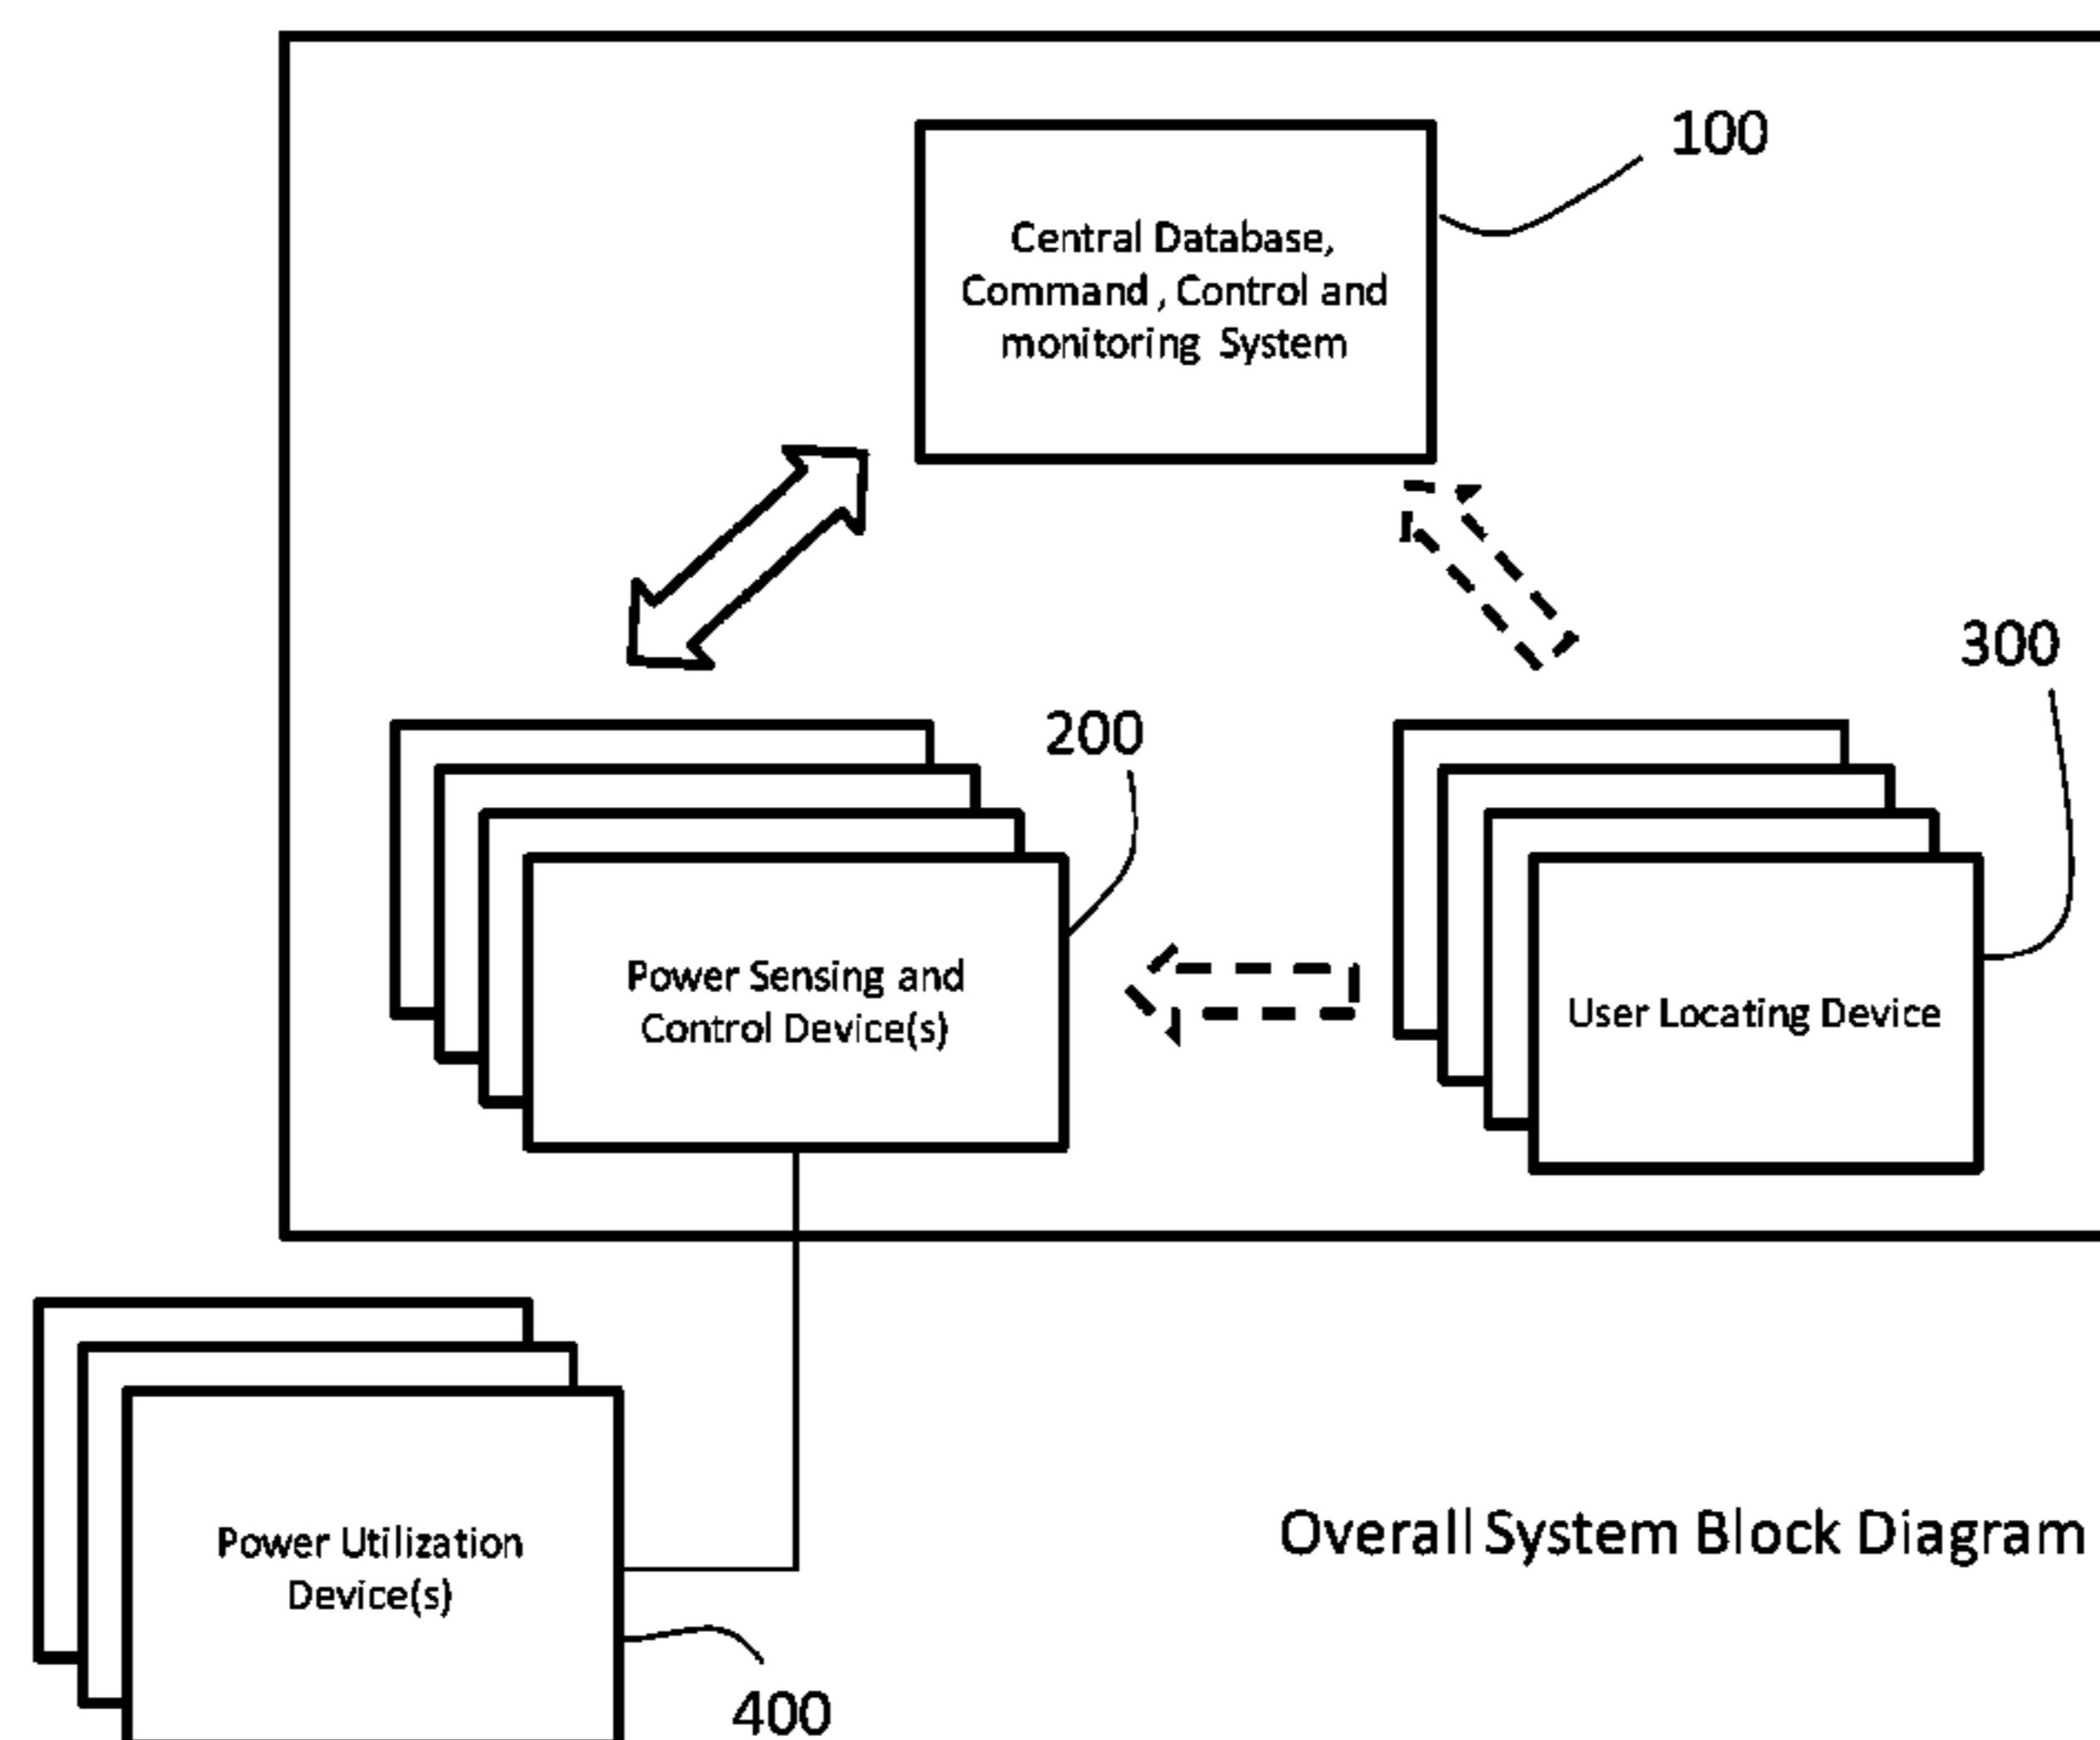 100
Central Database,
Command, Control and
monitoring System
300
200
Power Sensing and
Control Device(s)
User Locating Device
Overall System Block Diagram
Power Utilization
Device(s)
400